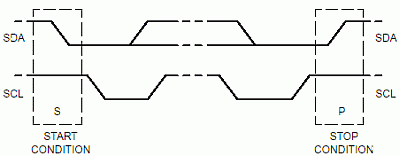 SDA
SDA
SCL
SCL
S
P
START
CONDITION
STOP
CONDITION